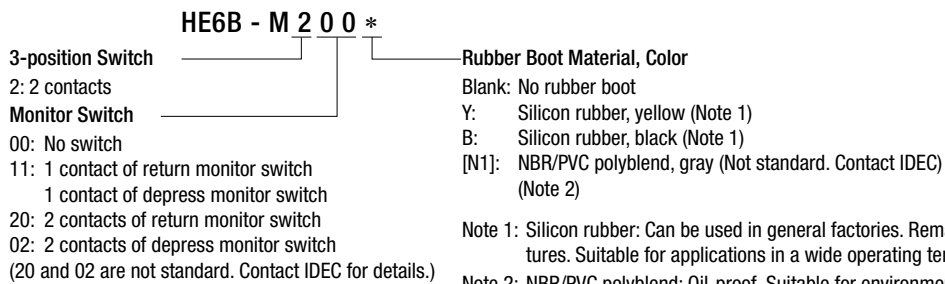 HE6B - M 2 0 0 *
3-position Switch
2: 2 contacts
Monitor Switch
00: No switch
11: 1 contact of return monitor switch
1 contact of depress monitor switch
20: 2 contacts of return monitor switch
02: 2 contacts of depress monitor switch
(20 and 02 are not standard. Contact IDEC for details.)
Rubber Boot Material, Color
Blank: No rubber boot
Y: Silicon rubber, yellow (Note 1)
B: Silicon rubber, black (Note 1)
[N1]: NBR/PVC polyblend, gray (Not standard. Contact IDEC)
(Note 2)
Note 1: Silicon rubber: Can be used in general factories.
tures. Suitable for applications in a wide operating
Note 2: NBR/PVC polyblend: Oil-proof. Suitable for